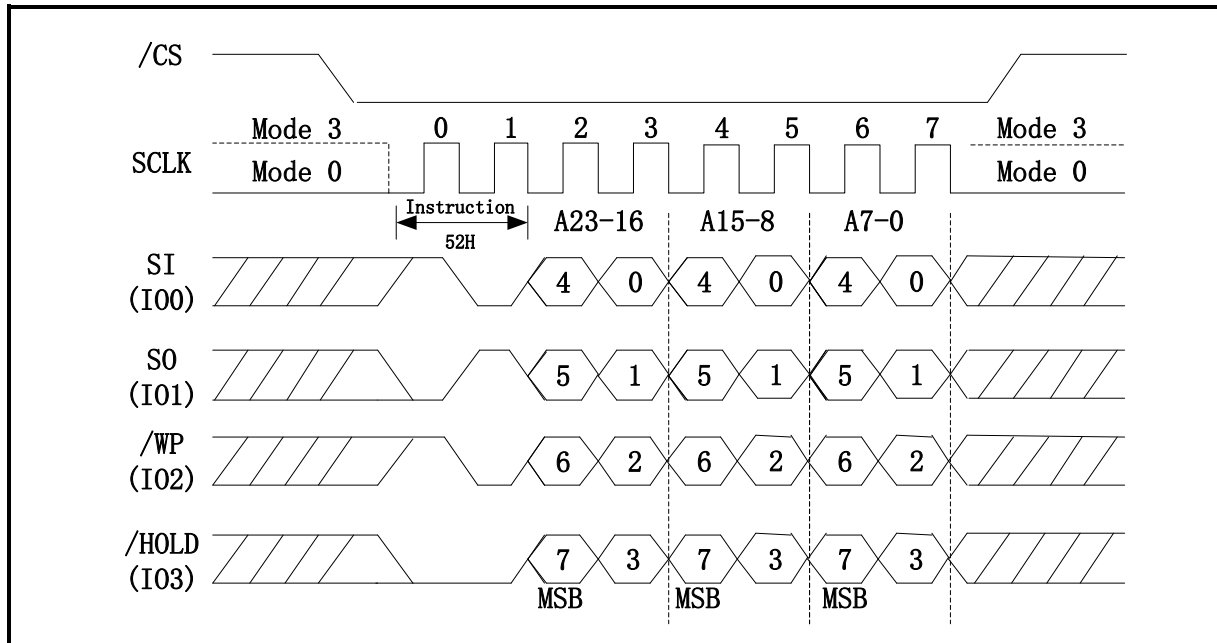 /CS
Mode 3 0 1 2 3 4 5 6 7 Mode 3
SCLK Mode 0 Mode 0
Instruction A23-16 A15-8 A7-0
52H
SI
(IO0) 4 0 4 0 4 0
SO
(IO1) 5 1 5 1 5 1
/WP
(IO2) 6 2 6 2 6 2
/HOLD
(IO3) 7 3 7 3 7 3
MSB MSB MSB